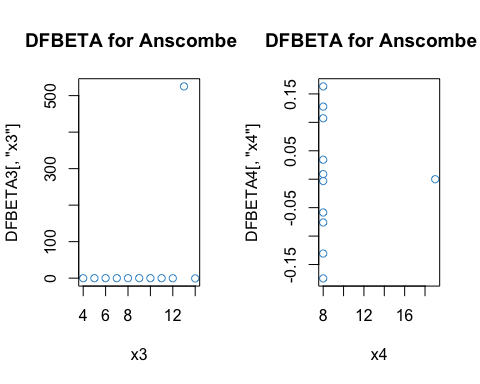 DFBETA for Anscombe
DFBETA3[, "x3"]
500
300
100
0
4 6 8 12
x3
DFBETA for Anscombe
DFBETA4[, "x4"]
0.15
0.05
-0.05
-0.15
8 12 16
x4